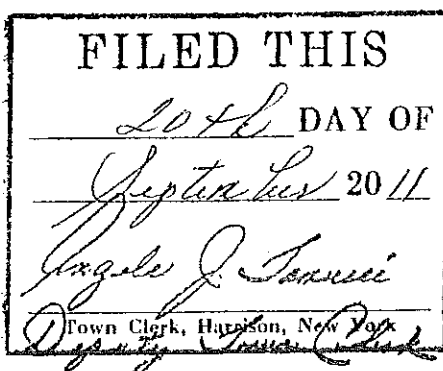 FILED THIS
20th DAY OF
September 2011
J.
Town Clerk, Harrison, New York
Deputy Town Clerk